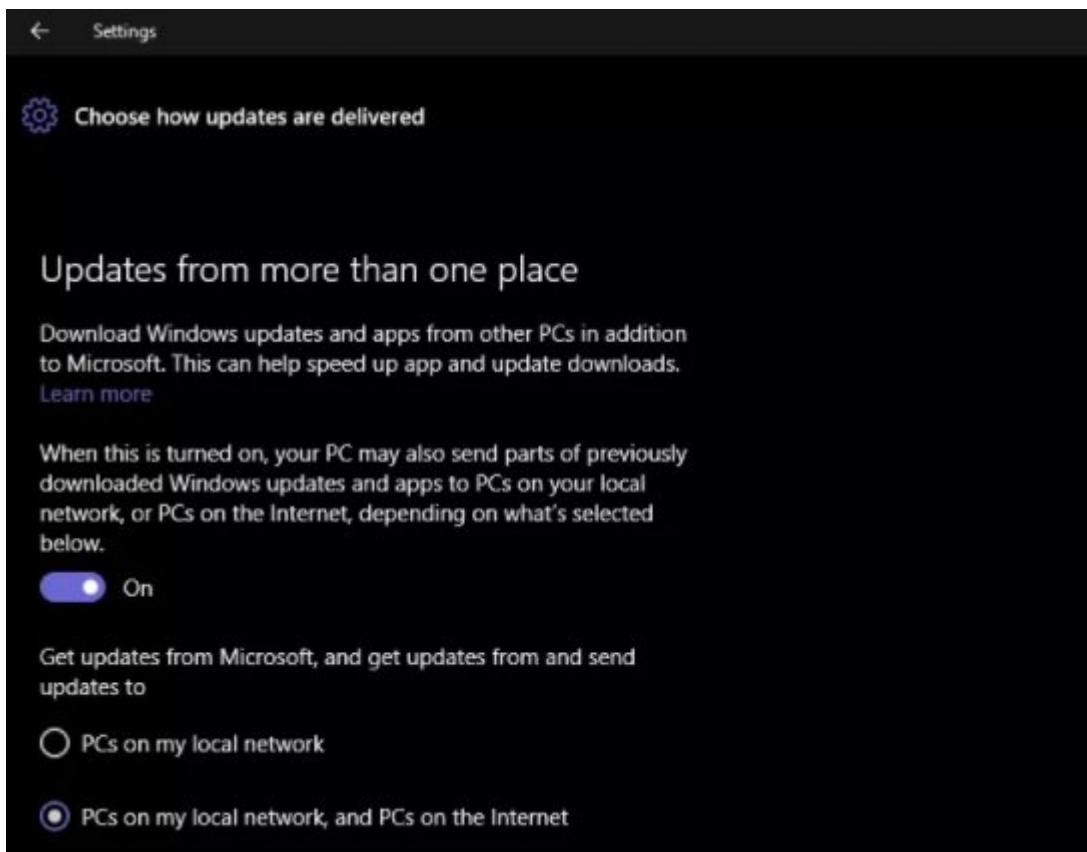 Settings
Choose how updates are delivered
Updates from more than one place
Download Windows updates and apps from other PCs in addition
to Microsoft. This can help speed up app and update downloads.
Learn more
When this is turned on, your PC may also send parts of previously
downloaded Windows updates and apps to PCs on your local
network, or PCs on the Internet, depending on what's selected
below.
On
Get updates from Microsoft, and get updates from and send
updates to
PCs on my local network
PCs on my local network, and PCs on the Internet